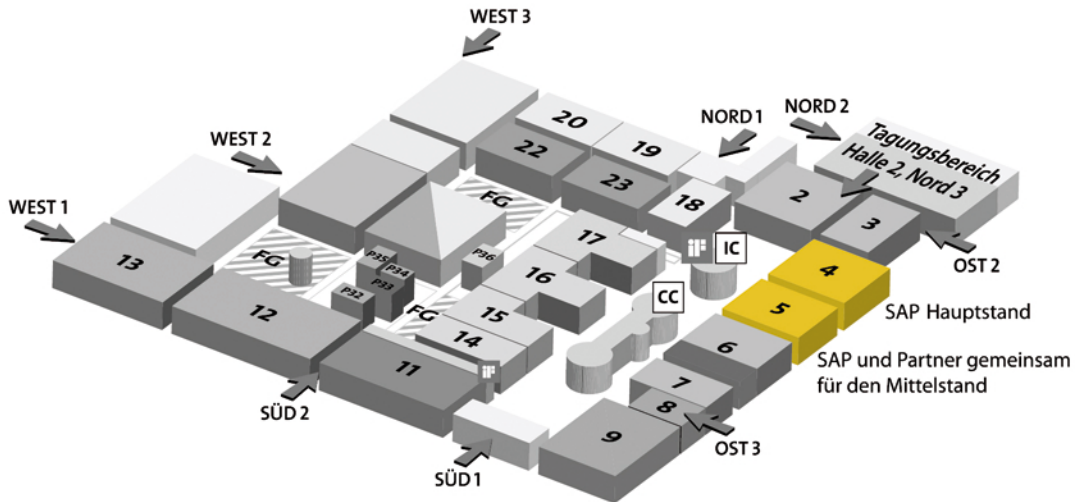 WEST 3
NORD 1
NORD 2
Tagungsbereich
Halle 2, Nord 3
WEST 2
WEST 1
20
19
22
23
18
2
3
OST 2
FG
17
iF
IC
4
SAP Hauptstand
13
FG
P35
P34
P33
P32
P36
16
CC
5
SAP und Partner gemeinsam
für den Mittelstand
12
FG
15
14
6
11
iF
7
8
9
OST 3
SÜD 2
SÜD 1